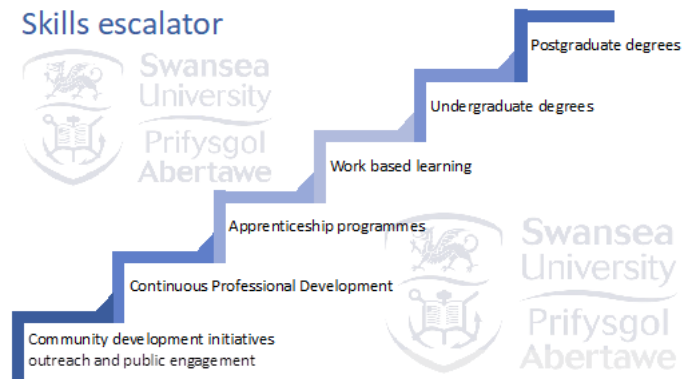 Skills escalator
Swansea
University
Prifysgol
Abertawe
Postgraduate degrees
Undergraduate degrees
Work based learning
Apprenticeship programmes
Continuous Professional Development
Community development initiatives
outreach and public engagement
Swansea
University
Prifysgol
Abertawe